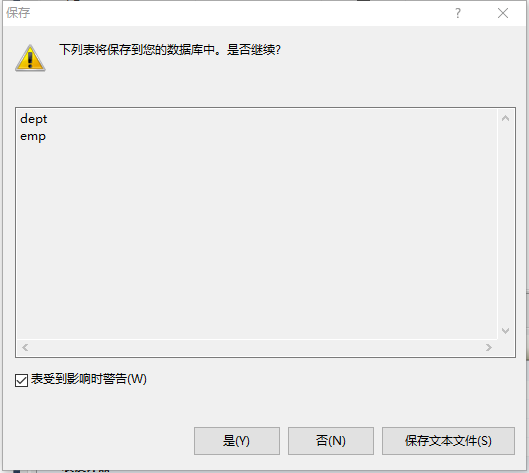 保存
下列表将保存到您的数据库中。是否继续?
dept
emp
表受到影响时警告(W)
是(Y)
否(N)
保存文本文件(S)